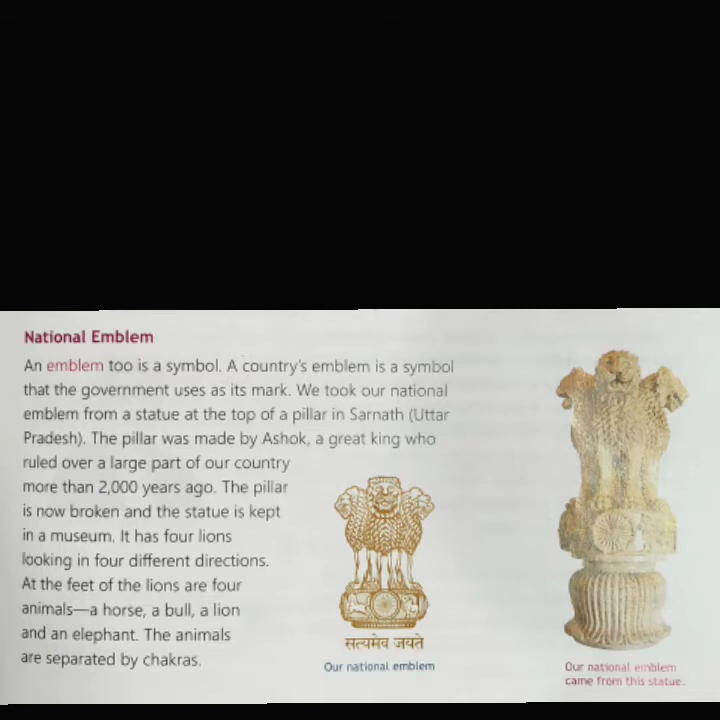 National Emblem
An emblem too is a symbol. A country's emblem is a symbol
that the government uses as its mark. We took our national
emblem from a statue at the top of a pillar in Sarnath (Uttar
Pradesh). The pillar was made by Ashok, a great king who
ruled over a large part of our country
more than 2,000 years ago. The pillar
is now broken and the statue is kept
in a museum. It has four lions
looking in four different directions.
At the feet of the lions are four
animals—a horse, a bull, a lion
and an elephant. The animals
are separated by chakras.
सत्यमेव जयते
Our national emblem
Our national emblem
came from this statue.